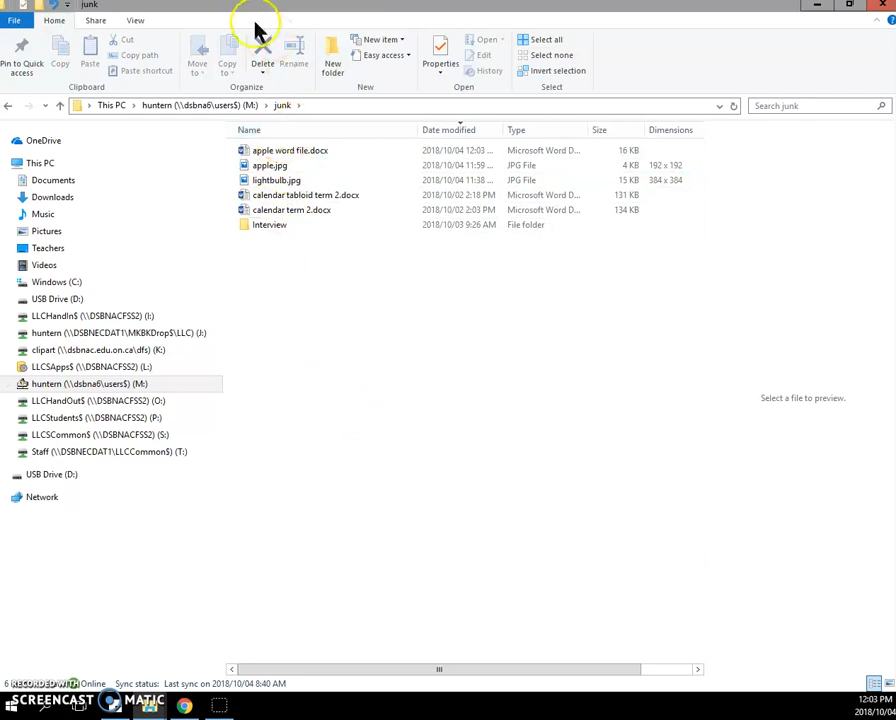 junk
File Home Share View
Pin to Quick access
Copy
Paste
Cut
Copy path
Paste shortcut
Clipboard
Move to
Copy to
Delete
Rename
Organize
New folder
New item
Easy access
New
Properties
Open
Edit
History
Open
Select all
Select none
Invert selection
Select
This PC huntern (\\dsbna6\users$) (M:) junk
Search junk
Name Date modified Type Size Dimensions
apple word file.docx 2018/10/04 12:03 ... Microsoft Word D... 16 KB
apple.jpg 2018/10/04 11:59 ... JPG File 4 KB 192 x 192
lightbulb.jpg 2018/10/04 11:38 ... JPG File 15 KB 384 x 384
calendar tabloid term 2.docx 2018/10/02 2:18 PM Microsoft Word D... 131 KB
calendar term 2.docx 2018/10/02 2:03 PM Microsoft Word D... 134 KB
Interview 2018/10/03 9:26 AM File folder
OneDrive
This PC
Documents
Downloads
Music
Pictures
Teachers
Videos
Windows (C:)
USB Drive (D:)
LLCHandIn$ (\\DSBNACFSS2) (I:)
huntern (\\DSBNECDAT1\MKBKDrop$\LLC) (J:)
clipart (\\dsbnac.edu.on.ca\dfs) (K:)
LLCSApps$ (\\DSBNACFSS2) (L:)
huntern (\\dsbna6\users$) (M:)
LLCHandOut$ (\\DSBNACFSS2) (O:)
LLCStudents$ (\\DSBNACFSS2) (P:)
LLCSCommon$ (\\DSBNACFSS2) (S:)
Staff (\\DSBNECDAT1\LLCCommon$) (T:)
USB Drive (D:)
Network
Select a file to preview.
6 Online Sync status: Last sync on 2018/10/04 8:40 AM
RECORDED WITH
SCREENCAST MATIC
12:03 PM
2018/10/04